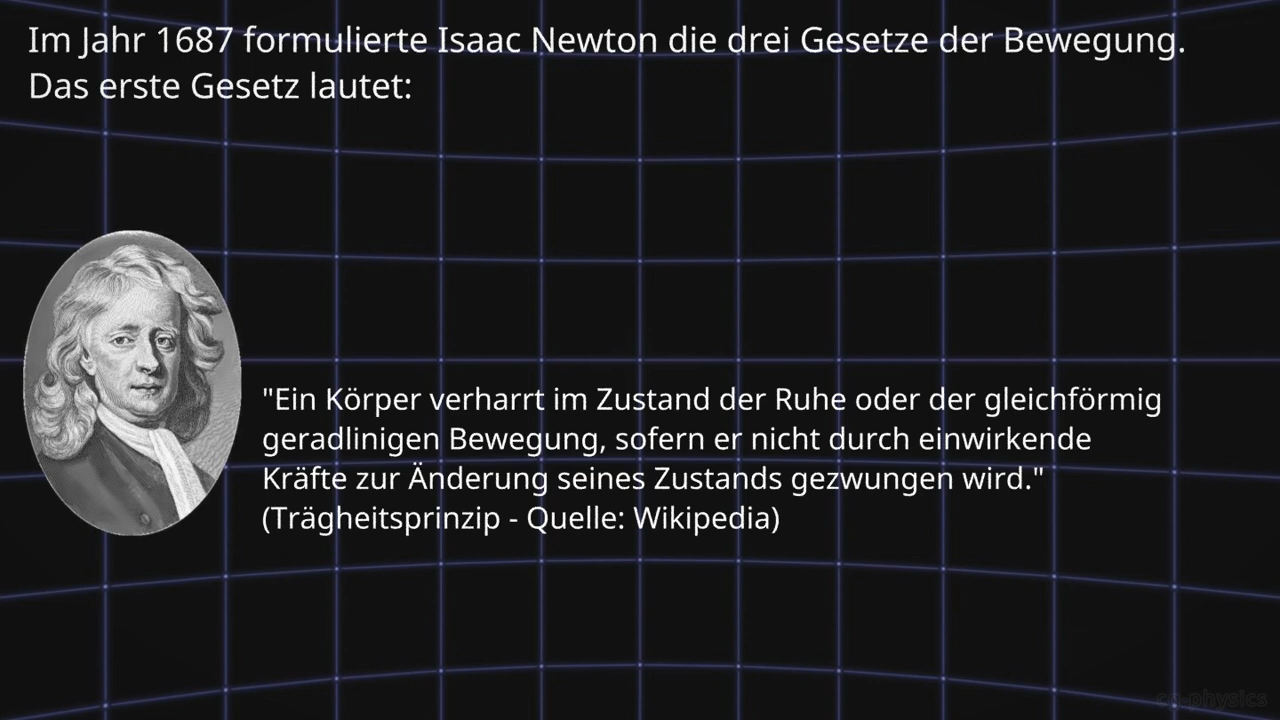 Im Jahr 1687 formulierte Isaac Newton die drei Gesetze der Bewegung.
Das erste Gesetz lautet:
"Ein Körper verharrt im Zustand der Ruhe oder der gleichförmig
geradlinigen Bewegung, sofern er nicht durch einwirkende
Kräfte zur Änderung seines Zustands gezwungen wird."
(Trägheitsprinzip - Quelle: Wikipedia)